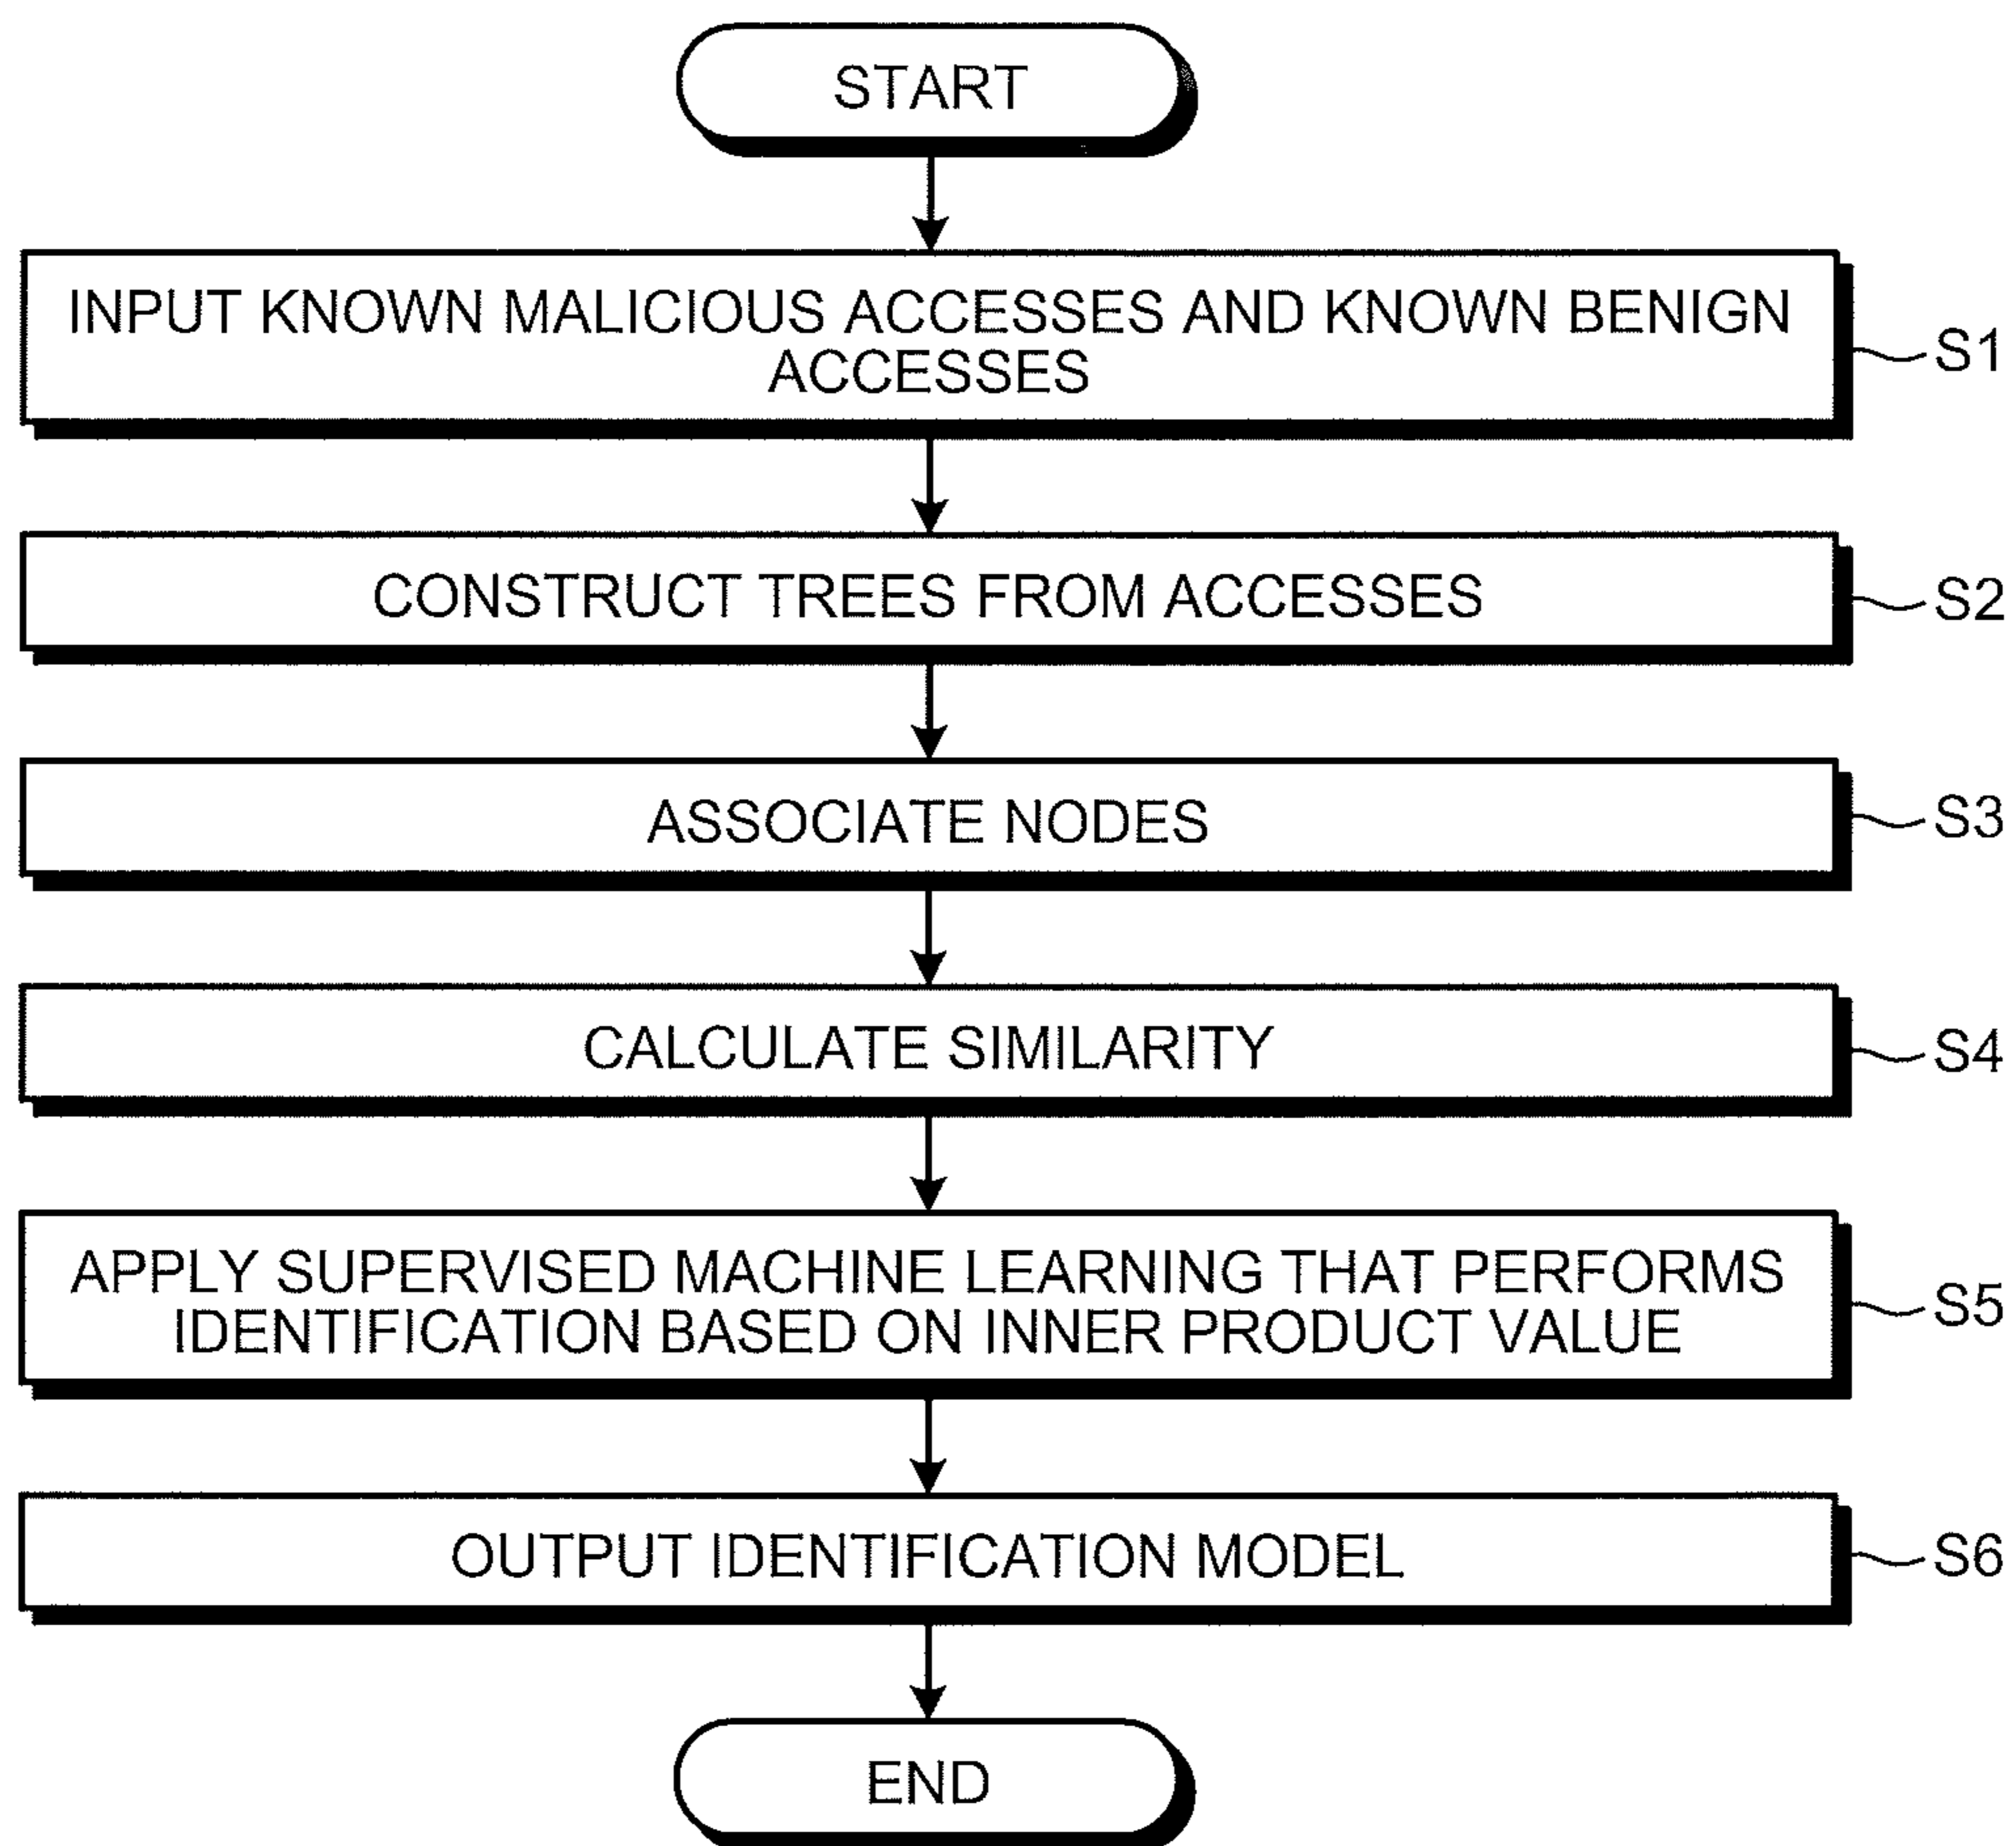 START
INPUT KNOWN MALICIOUS ACCESSES AND KNOWN BENIGN
ACCESSES
S1
CONSTRUCT TREES FROM ACCESSES
S2
ASSOCIATE NODES
S3
CALCULATE SIMILARITY
S4
APPLY SUPERVISED MACHINE LEARNING THAT PERFORMS
IDENTIFICATION BASED ON INNER PRODUCT VALUE
S5
OUTPUT IDENTIFICATION MODEL
S6
END